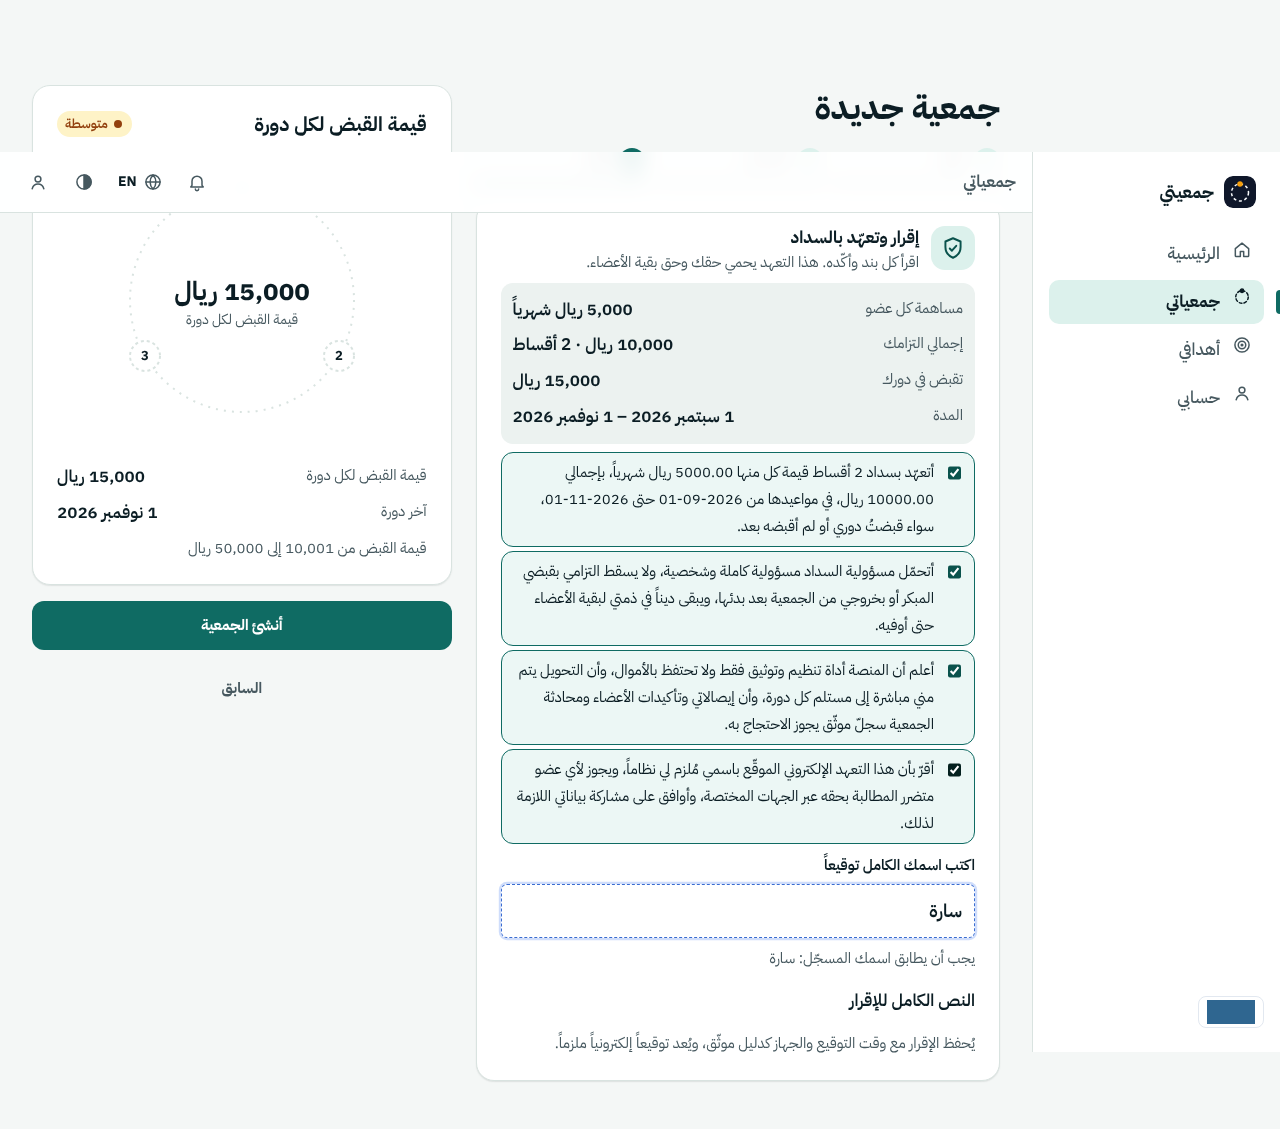 جمعية جديدة
قيمة القبض لكل دورة
متوسطة
جمعيتي
جمعياتي
EN
الرئيسية
جمعياتي
أهدافي
حسابي
إقرار وتعهّد بالسداد
اقرأ كل بند وأكّده. هذا التعهد يحمي حقك وحق بقية الأعضاء.
مساهمة كل عضو
5,000 ريال شهرياً
إجمالي التزامك
10,000 ريال · 2 أقساط
تقبض في دورك
15,000 ريال
المدة
1 سبتمبر 2026 – 1 نوفمبر 2026
أتعهّد بسداد 2 أقساط قيمة كل منها 5000.00 ريال شهرياً، بإجمالي
10000.00 ريال، في مواعيدها من 2026-09-01 حتى 2026-11-01،
سواء قبضتُ دوري أو لم أقبضه بعد.
أتحمّل مسؤولية السداد مسؤولية كاملة وشخصية، ولا يسقط التزامي بقبضي
المبكر أو بخروجي من الجمعية بعد بدئها، ويبقى ديناً في ذمتي لبقية الأعضاء
حتى أوفيه.
أعلم أن المنصة أداة تنظيم وتوثيق فقط ولا تحتفظ بالأموال، وأن التحويل يتم
مني مباشرة إلى مستلم كل دورة، وأن إيصالاتي وتأكيدات الأعضاء ومحادثة
الجمعية سجلّ موثّق يجوز الاحتجاج به.
أقرّ بأن هذا التعهد الإلكتروني الموقّع باسمي مُلزم لي نظاماً، ويجوز لأي عضو
متضرر المطالبة بحقه عبر الجهات المختصة، وأوافق على مشاركة بياناتي اللازمة
لذلك.
اكتب اسمك الكامل توقيعاً
سارة
يجب أن يطابق اسمك المسجّل: سارة
النص الكامل للإقرار
يُحفظ الإقرار مع وقت التوقيع والجهاز كدليل موثّق، ويُعد توقيعاً إلكترونياً ملزماً.
15,000 ريال
قيمة القبض لكل دورة
2
3
قيمة القبض لكل دورة
15,000 ريال
آخر دورة
1 نوفمبر 2026
قيمة القبض من 10,001 إلى 50,000 ريال
أنشئ الجمعية
السابق